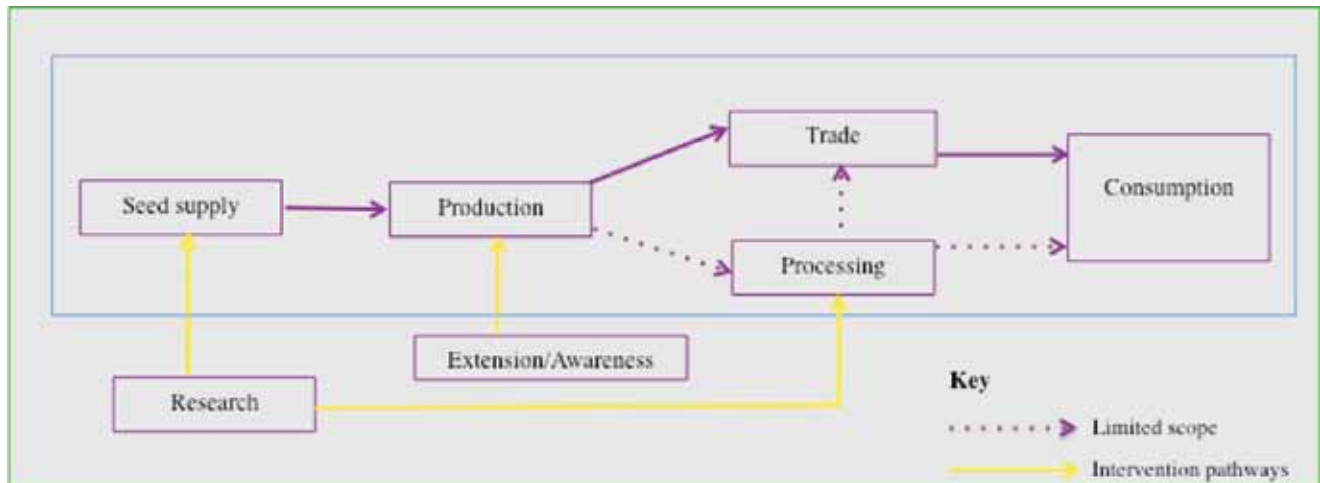 Trade
Consumption
Seed supply
Production
Processing
Extension/Awareness
Research
Key
Limited scope
Intervention pathways